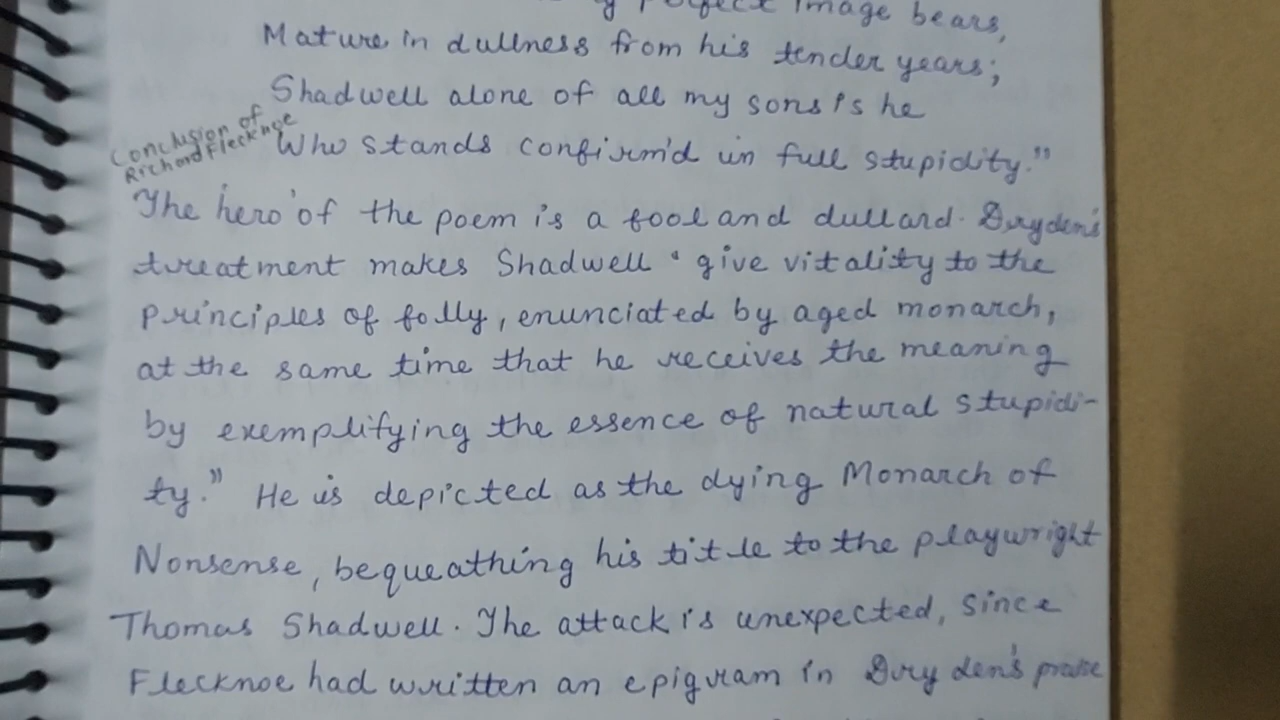 perfect image bears,
Mature in dullness from his tender years;
Shadwell alone of all my sons is he
Who stands confirm'd in full stupidity."
Conclusion of
Richard Flecknoe
The 'hero' of the poem is a fool and dullard. Dryden's
treatment makes Shadwell "give vitality to the
principles of folly, enunciated by aged monarch,
at the same time that he receives the meaning
by exemplifying the essence of natural stupidi-
ty." He is depicted as the dying Monarch of
Nonsense, bequeathing his title to the playwright
Thomas Shadwell. The attack is unexpected, since
Flecknoe had written an epigram in Dryden's praise